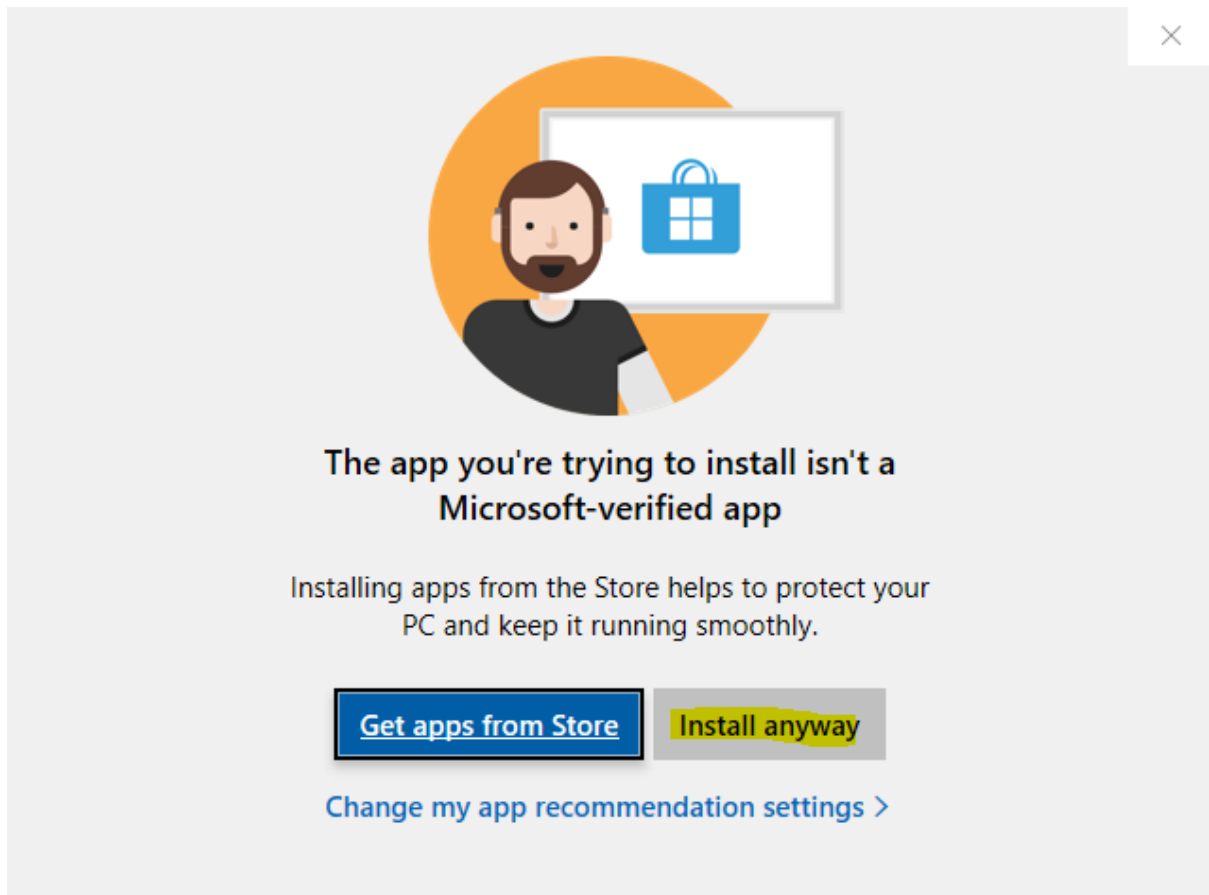 The app you're trying to install isn't a
Microsoft-verified app
Installing apps from the Store helps to protect your
PC and keep it running smoothly.
Get apps from Store
Install anyway
Change my app recommendation settings >